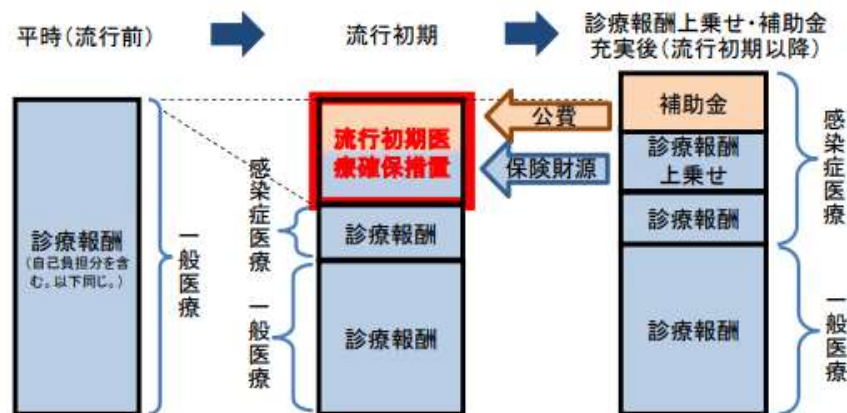 平時(流行前)
流行初期
診療報酬上乗せ・補助金
充実後(流行初期以降)
診療報酬
(自己負担分を含
む。以下同じ。)
一般医療
流行初期医
療確保措置
診療報酬
感染症医療
診療報酬
一般医療
公費
保険財源
補助金
診療報酬
上乗せ
診療報酬
感染症医療
診療報酬
一般医療